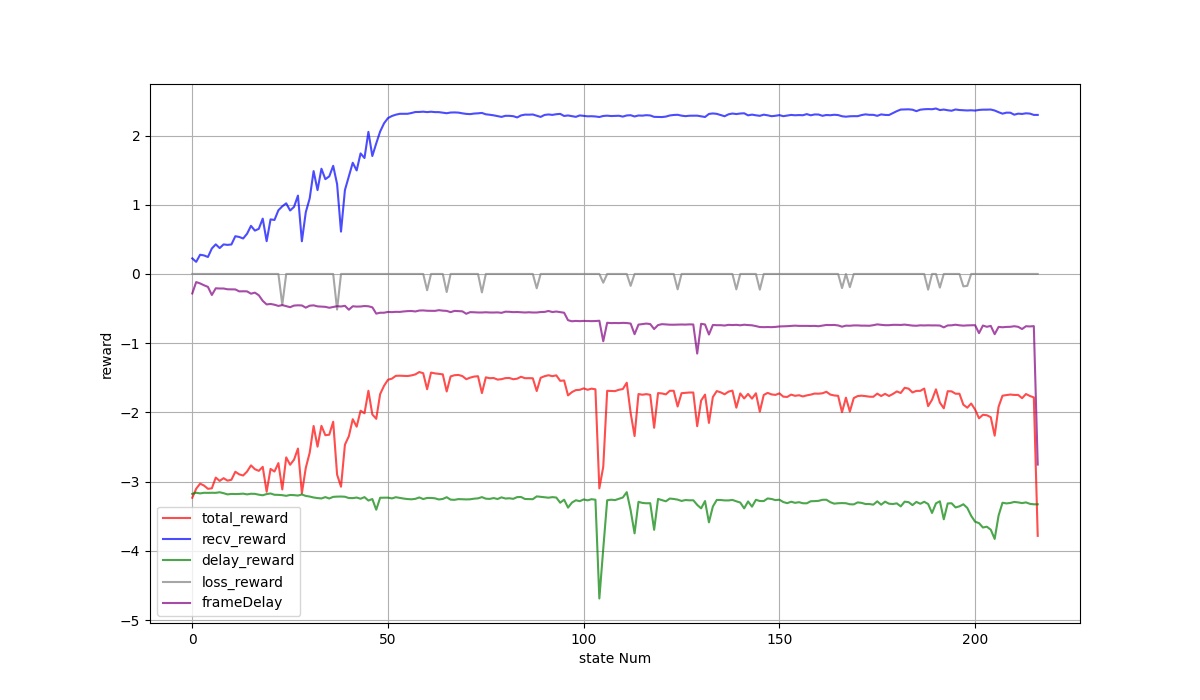 2
1
0
−1
−2
−3
−4
−5
reward
total_reward
recv_reward
delay_reward
loss_reward
frameDelay
0 50 100 150 200
state Num